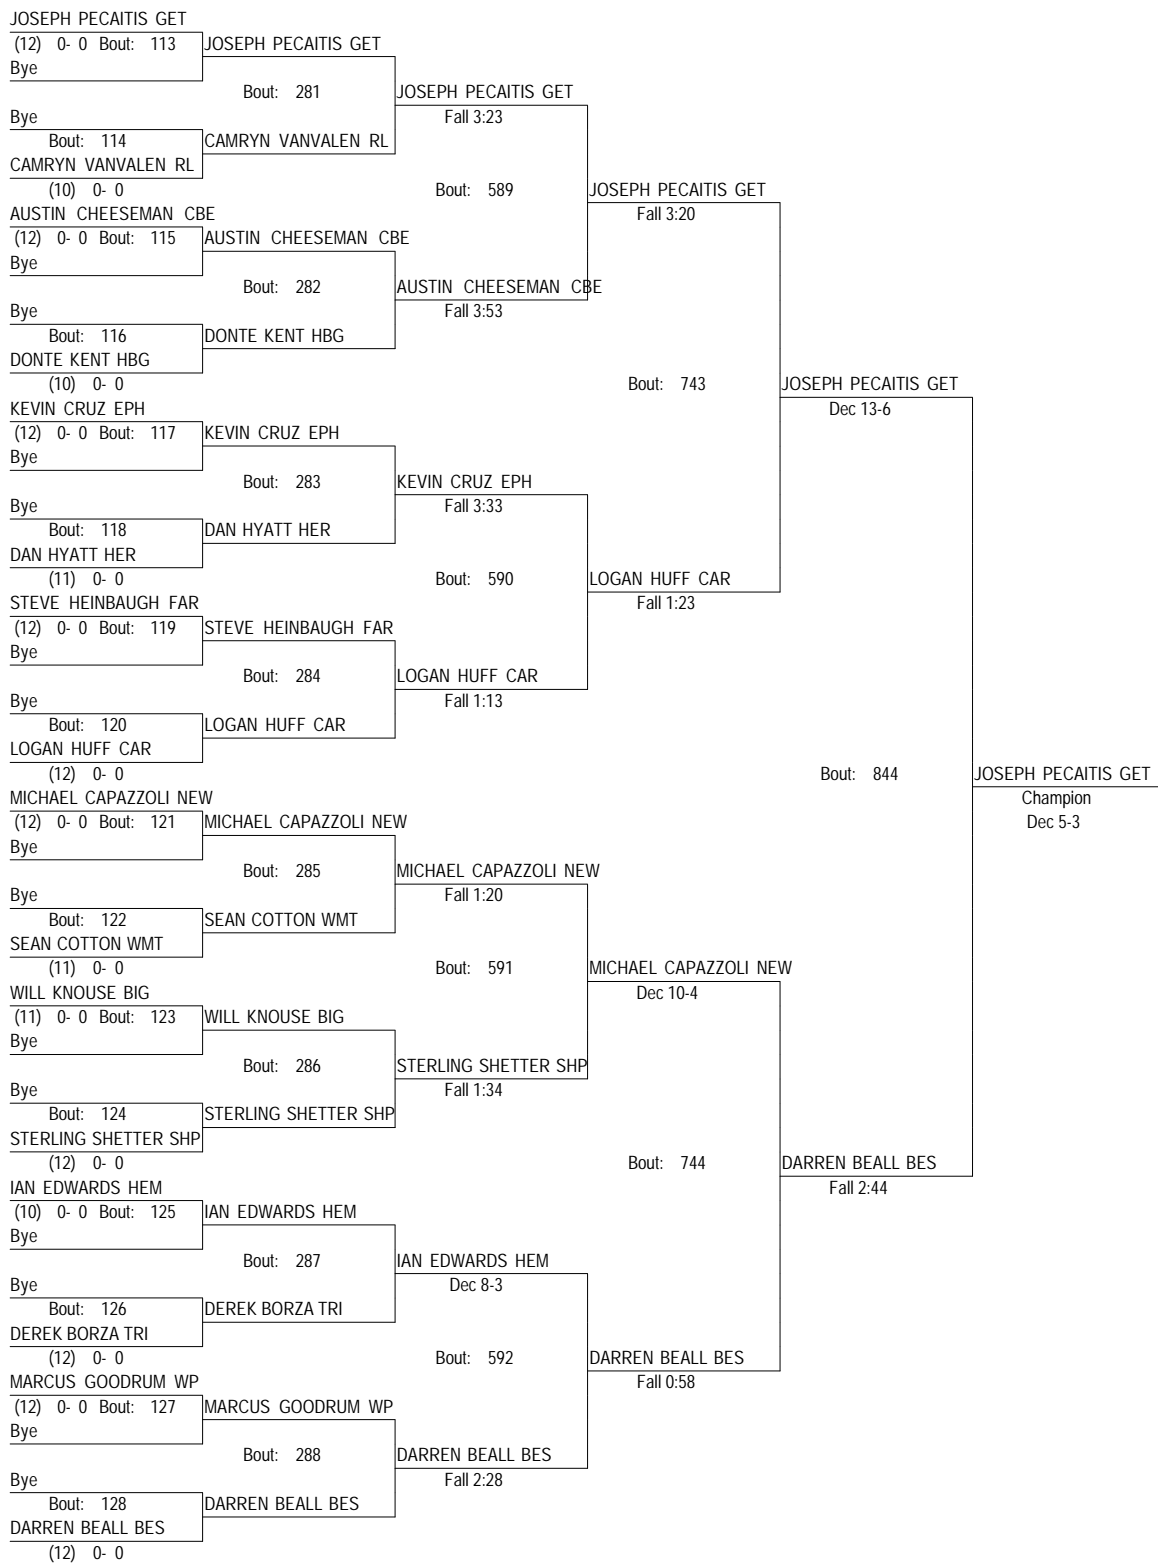 JOSEPH PECAITIS GET
(12) 0- 0 Bout: 113 JOSEPH PECAITIS GET
Bye
Bout: 281 JOSEPH PECAITIS GET
Bye Fall 3:23
Bout: 114 CAMRYN VANVALEN RL
CAMRYN VANVALEN RL
(10) 0- 0 Bout: 589 JOSEPH PECAITIS GET
AUSTIN CHEESEMAN CBE Fall 3:20
(12) 0- 0 Bout: 115 AUSTIN CHEESEMAN CBE
Bye
Bout: 282 AUSTIN CHEESEMAN CBE
Bye Fall 3:53
Bout: 116 DONTE KENT HBG
DONTE KENT HBG
(10) 0- 0 Bout: 743 JOSEPH PECAITIS GET
KEVIN CRUZ EPH Dec 13-6
(12) 0- 0 Bout: 117 KEVIN CRUZ EPH
Bye
Bout: 283 KEVIN CRUZ EPH
Bye Fall 3:33
Bout: 118 DAN HYATT HER
DAN HYATT HER
(11) 0- 0 Bout: 590 LOGAN HUFF CAR
STEVE HEINBAUGH FAR Fall 1:23
(12) 0- 0 Bout: 119 STEVE HEINBAUGH FAR
Bye
Bout: 284 LOGAN HUFF CAR
Bye Fall 1:13
Bout: 120 LOGAN HUFF CAR
LOGAN HUFF CAR
(12) 0- 0 Bout: 844 JOSEPH PECAITIS GET
MICHAEL CAPAZZOLI NEW Champion
(12) 0- 0 Bout: 121 MICHAEL CAPAZZOLI NEW Dec 5-3
Bye
Bout: 285 MICHAEL CAPAZZOLI NEW
Bye Fall 1:20
Bout: 122 SEAN COTTON WMT
SEAN COTTON WMT
(11) 0- 0 Bout: 591 MICHAEL CAPAZZOLI NEW
WILL KNOUSE BIG Dec 10-4
(11) 0- 0 Bout: 123 WILL KNOUSE BIG
Bye
Bout: 286 STERLING SHETTER SHP
Bye Fall 1:34
Bout: 124 STERLING SHETTER SHP
STERLING SHETTER SHP
(12) 0- 0 Bout: 744 DARREN BEALL BES
IAN EDWARDS HEM Fall 2:44
(10) 0- 0 Bout: 125 IAN EDWARDS HEM
Bye
Bout: 287 IAN EDWARDS HEM
Bye Dec 8-3
Bout: 126 DEREK BORZA TRI
DEREK BORZA TRI
(12) 0- 0 Bout: 592 DARREN BEALL BES
MARCUS GOODRUM WP Fall 0:58
(12) 0- 0 Bout: 127 MARCUS GOODRUM WP
Bye
Bout: 288 DARREN BEALL BES
Bye Fall 2:28
Bout: 128 DARREN BEALL BES
DARREN BEALL BES
(12) 0- 0